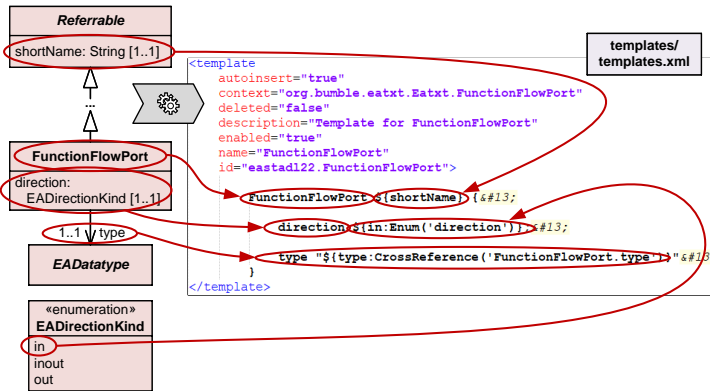 Referrable
shortName: String [1..1]
...
FunctionFlowPort
direction:
EADirectionKind [1..1]
1..1 type
EADatatype
«enumeration»
EADirectionKind
in
inout
out
templates/
templates.xml
<template
autoinsert="true"
context="org.bumble.eatxt.Eatxt.FunctionFlowPort"
deleted="false"
description="Template for FunctionFlowPort"
enabled="true"
name="FunctionFlowPort"
id="eastadl22.FunctionFlowPort">
FunctionFlowPort ${shortName} {&#13;
direction ${in:Enum('direction')};&#13;
type "${type:CrossReference('FunctionFlowPort.type')}"&#13
}
</template>